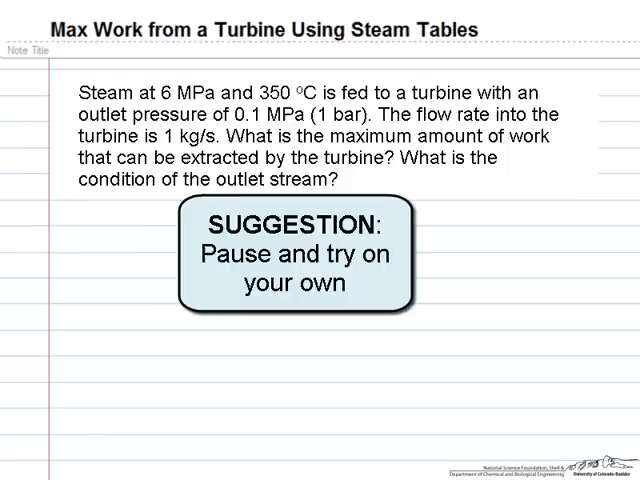 Max Work from a Turbine Using Steam Tables
Note Title
Steam at 6 MPa and 350 °C is fed to a turbine with an
outlet pressure of 0.1 MPa (1 bar). The flow rate into the
turbine is 1 kg/s. What is the maximum amount of work
that can be extracted by the turbine? What is the
condition of the outlet stream?
SUGGESTION:
Pause and try on
your own
National Science Foundation, Shell &
Department of Chemical and Biological Engineering
University of Colorado-Boulder